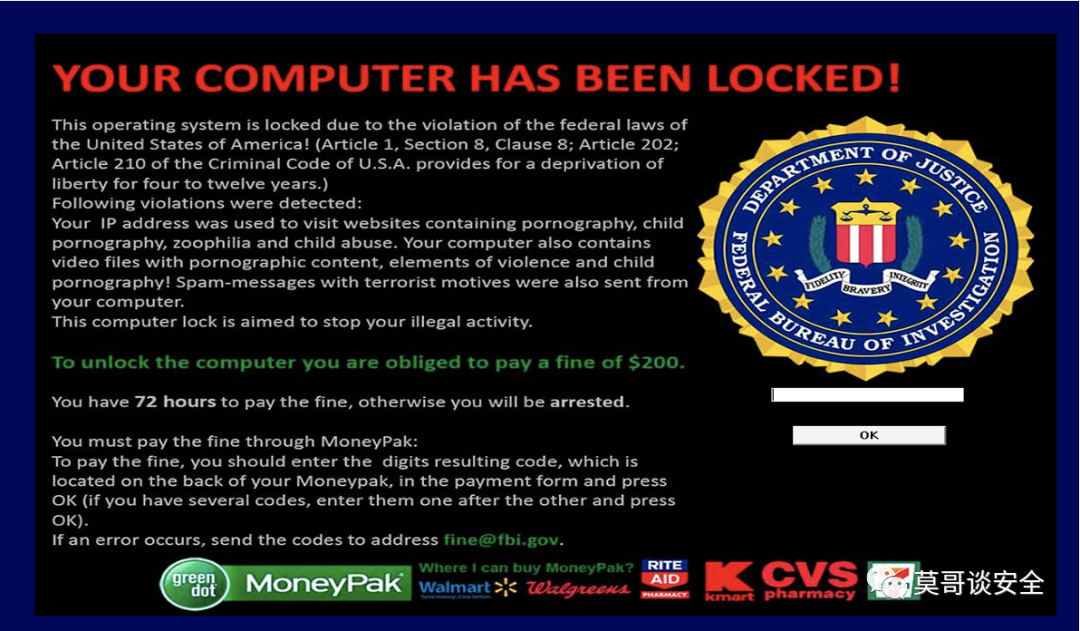 YOUR COMPUTER HAS BEEN LOCKED!
This operating system is locked due to the violation of the federal laws of
the United States of America! (Article 1, Section 8, Clause 8; Article 202;
Article 210 of the Criminal Code of U.S.A. provides for a deprivation of
liberty for four to twelve years.)
Following violations were detected:
Your IP address was used to visit websites containing pornography, child
pornography, zoophilia and child abuse. Your computer also contains
video files with pornographic content, elements of violence and child
pornography! Spam-messages with terrorist motives were also sent from
your computer.
This computer lock is aimed to stop your illegal activity.
To unlock the computer you are obliged to pay a fine of $200.
You have 72 hours to pay the fine, otherwise you will be arrested.
You must pay the fine through MoneyPak:
To pay the fine, you should enter the digits resulting code, which is
located on the back of your Moneypak, in the payment form and press
OK (if you have several codes, enter them one after the other and press
OK).
If an error occurs, send the codes to address fine@fbi.gov.
DEPARTMENT OF JUSTICE
FEDERAL BUREAU OF INVESTIGATION
FIDELITY BRAVERY INTEGRITY
OK
green
dot
MoneyPak
Where I can buy MoneyPak?
Walmart
Walgreens
RITE
AID
PHARMACY
K
kmart
CVS
pharmacy
莫哥谈安全